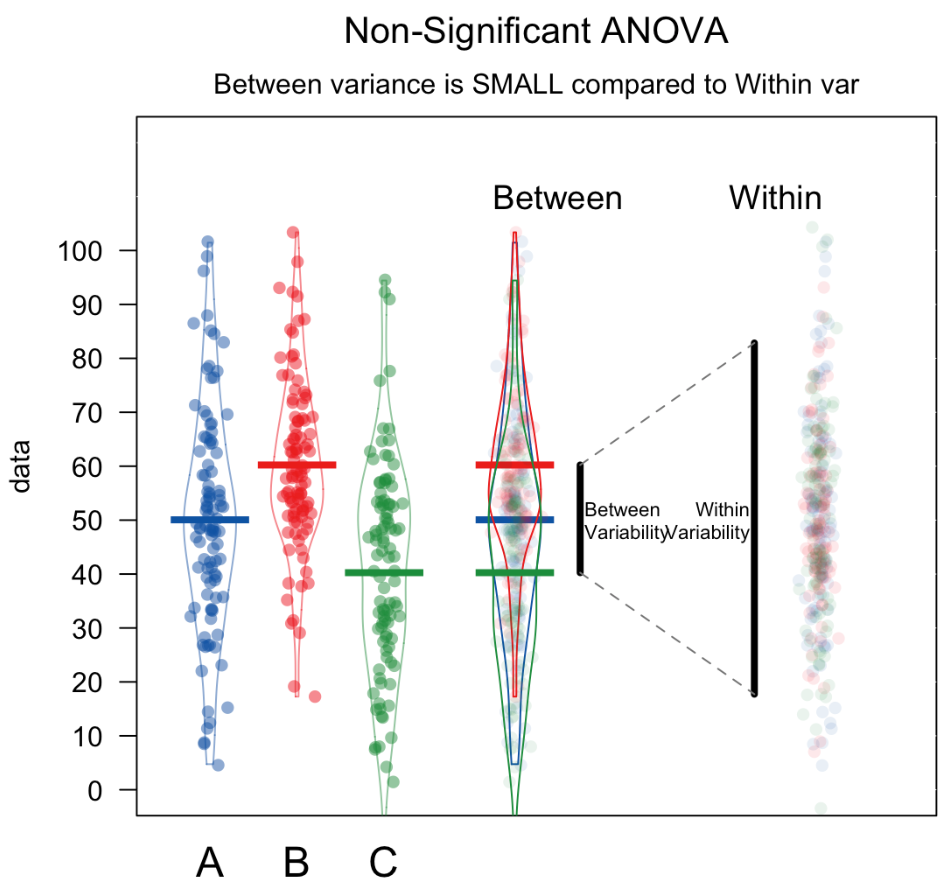 Non-Significant ANOVA
Between variance is SMALL compared to Within var
Between Within
100
90
80
70
60
50
40
30
20
10
0
data
Between
Variability
Within
Variability
A B C